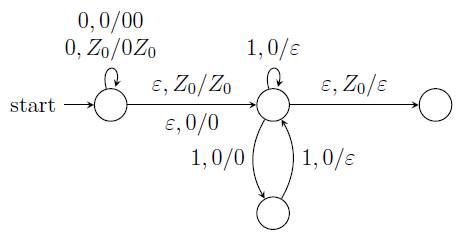 0, 0/00
0, Z₀/0Z₀
1, 0/ε
ε, Z₀/Z₀
ε, Z₀/ε
start
ε, 0/0
1, 0/0
1, 0/ε